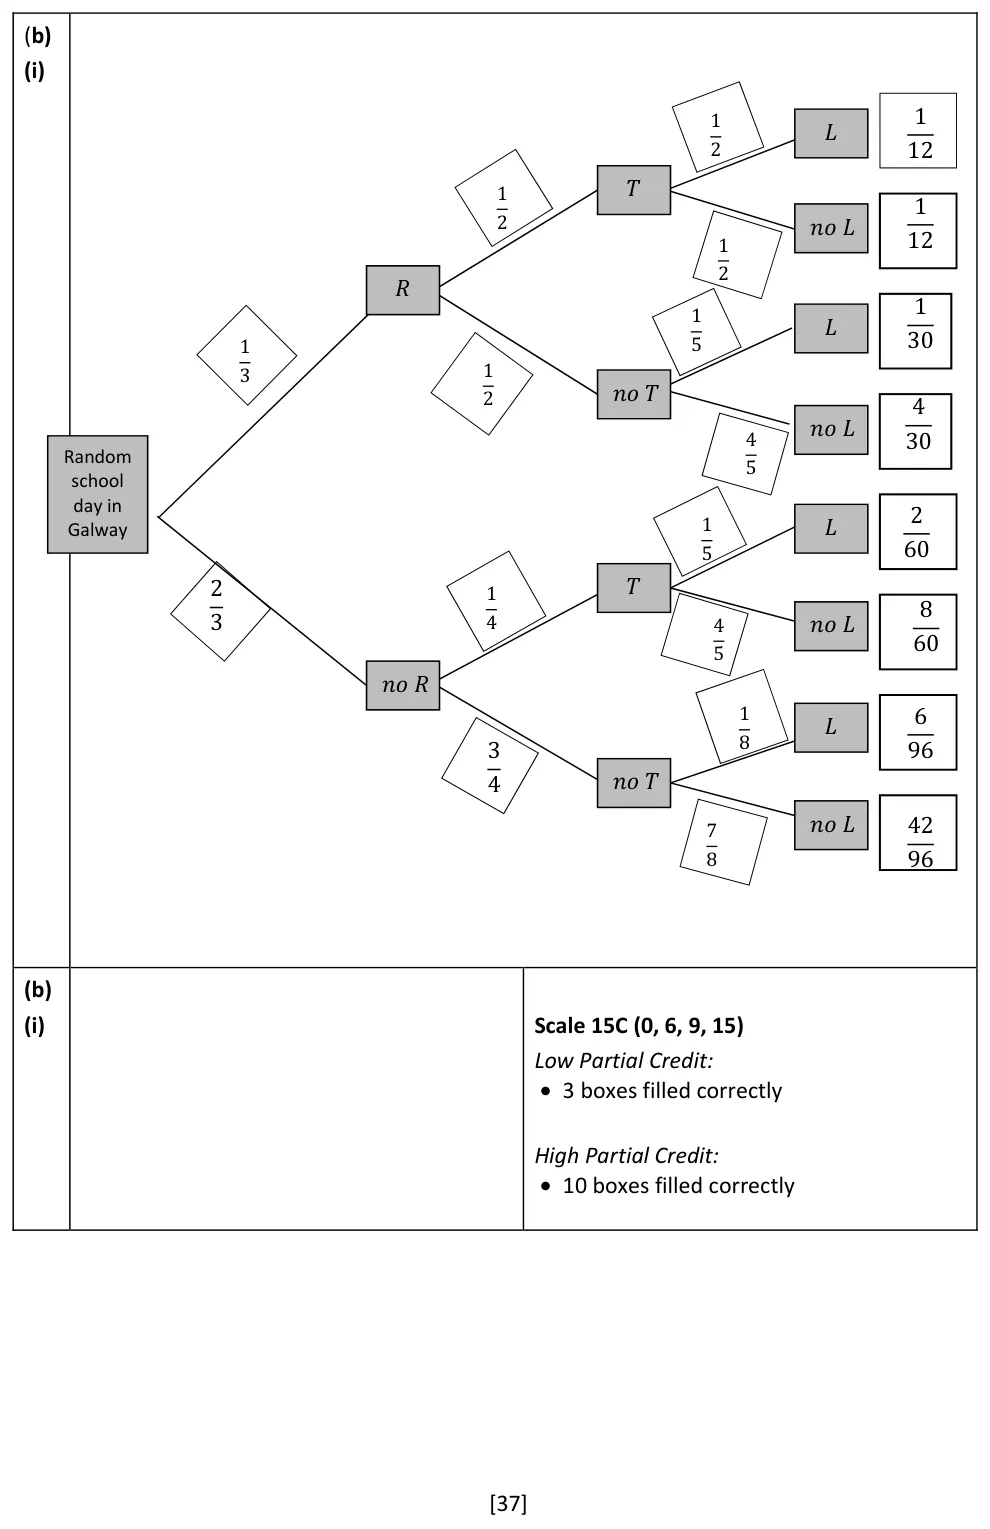 (b)
(i)
1/2
L
1/12
1/2
T
no L
1/12
1/2
R
L
1/30
1/5
1/3
1/2
no T
no L
4/30
4/5
Random
school
day in
Galway
L
2/60
1/5
2/3
1/4
T
no L
8/60
4/5
no R
L
6/96
1/8
3/4
no T
no L
42/96
7/8
(b)
(i)
Scale 15C (0, 6, 9, 15)
Low Partial Credit:
• 3 boxes filled correctly
High Partial Credit:
• 10 boxes filled correctly
[37]